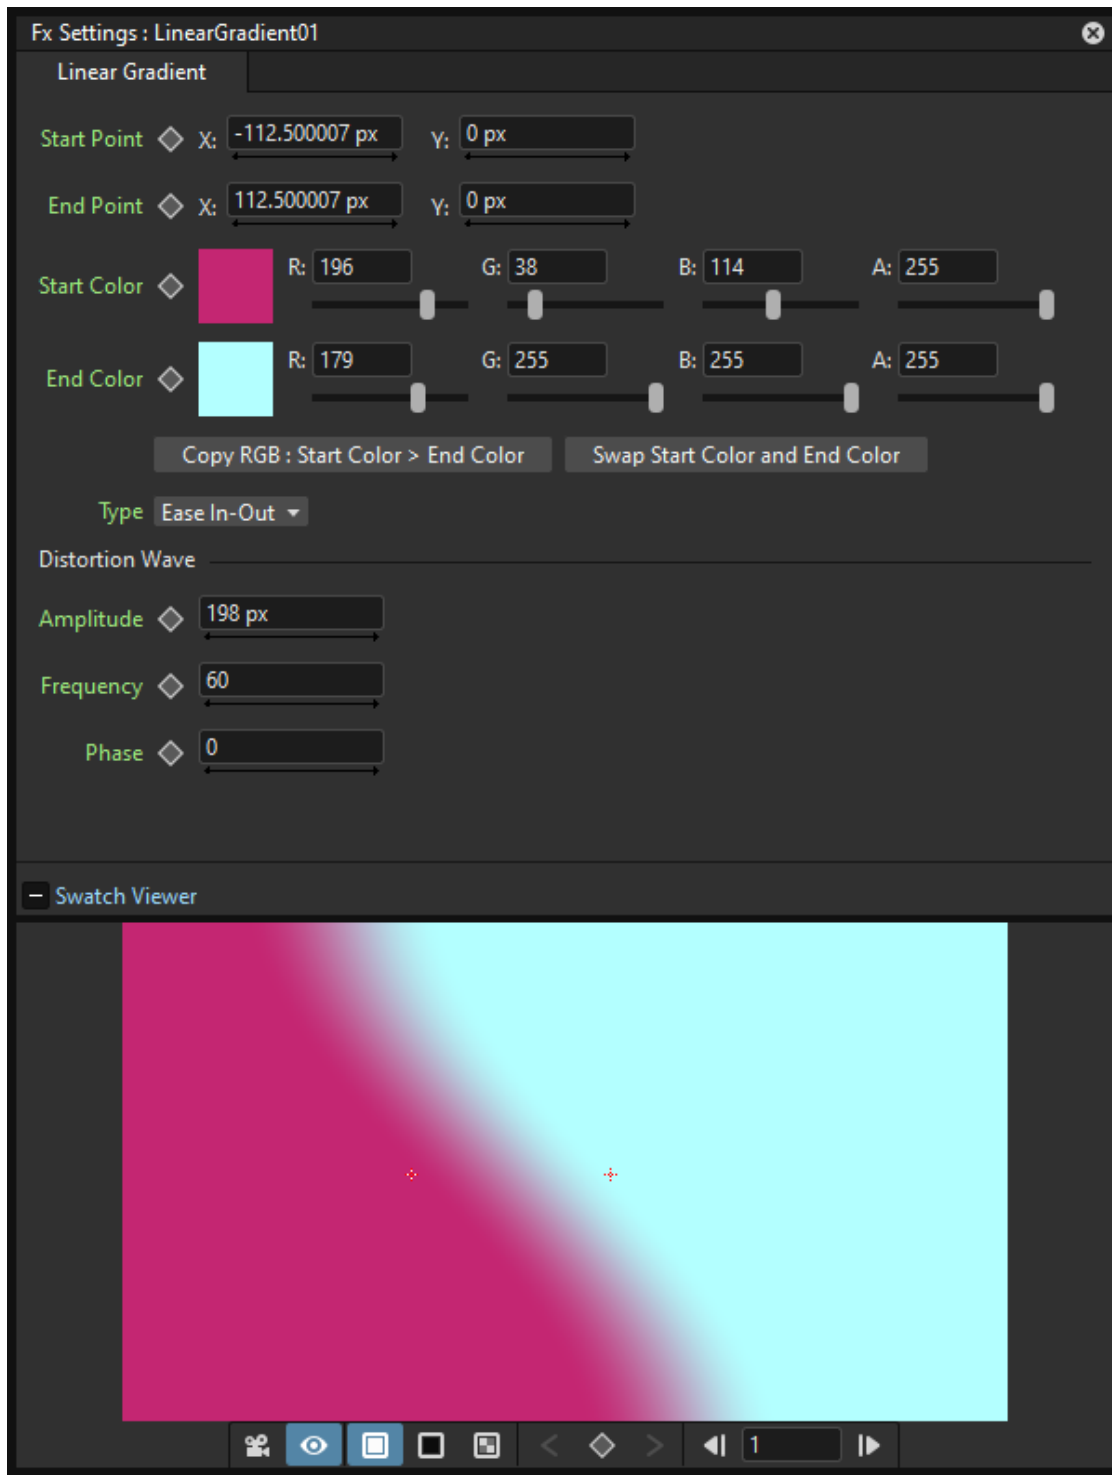 Fx Settings : LinearGradient01
Linear Gradient
Start Point X: -112.500007 px Y: 0 px
End Point X: 112.500007 px Y: 0 px
Start Color R: 196 G: 38 B: 114 A: 255
End Color R: 179 G: 255 B: 255 A: 255
Copy RGB : Start Color > End Color Swap Start Color and End Color
Type Ease In-Out
Distortion Wave
Amplitude 198 px
Frequency 60
Phase 0
Swatch Viewer
1